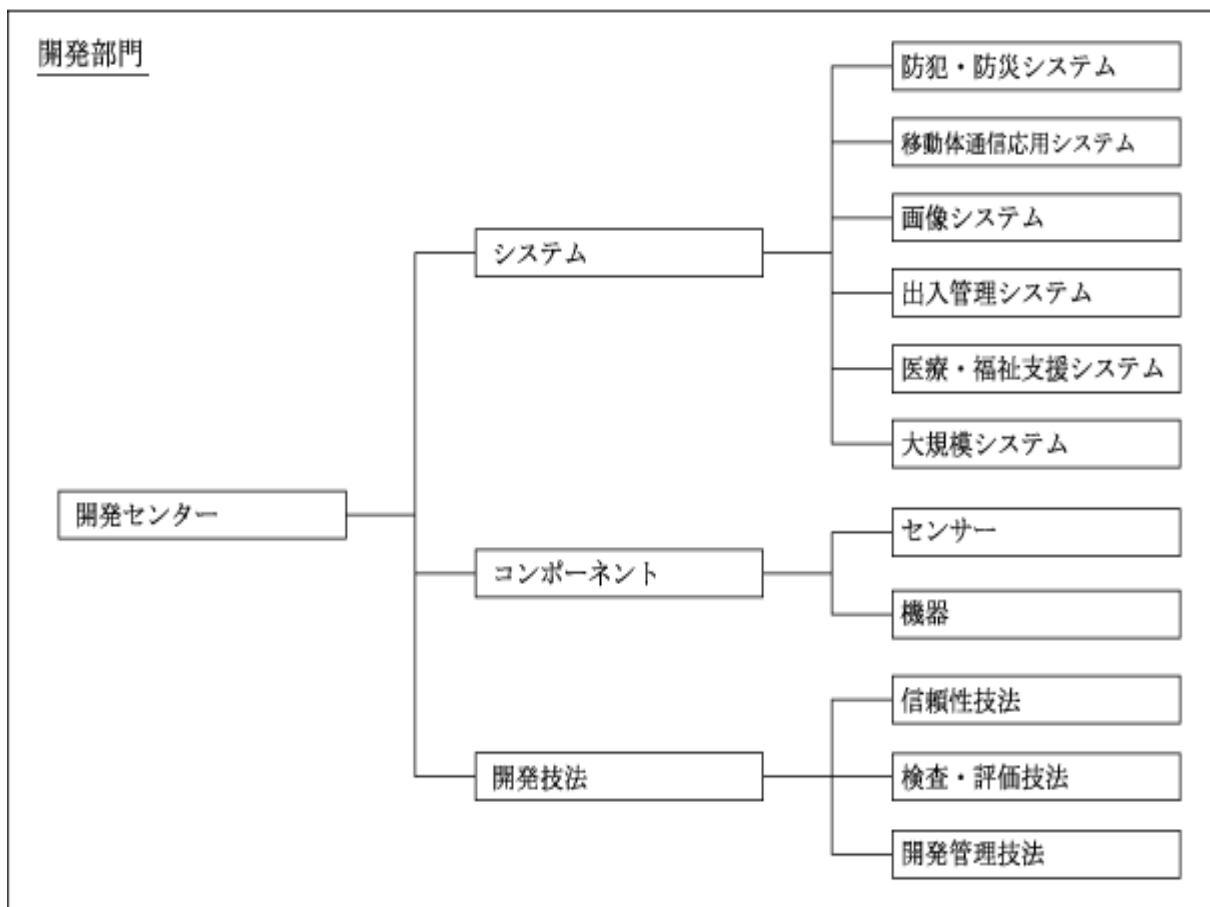 開発部門
防犯・防災システム
移動体通信応用システム
画像システム
システム
出入管理システム
医療・福祉支援システム
大規模システム
開発センター
センサー
コンポーネント
機器
信頼性技法
開発技法
検査・評価技法
開発管理技法